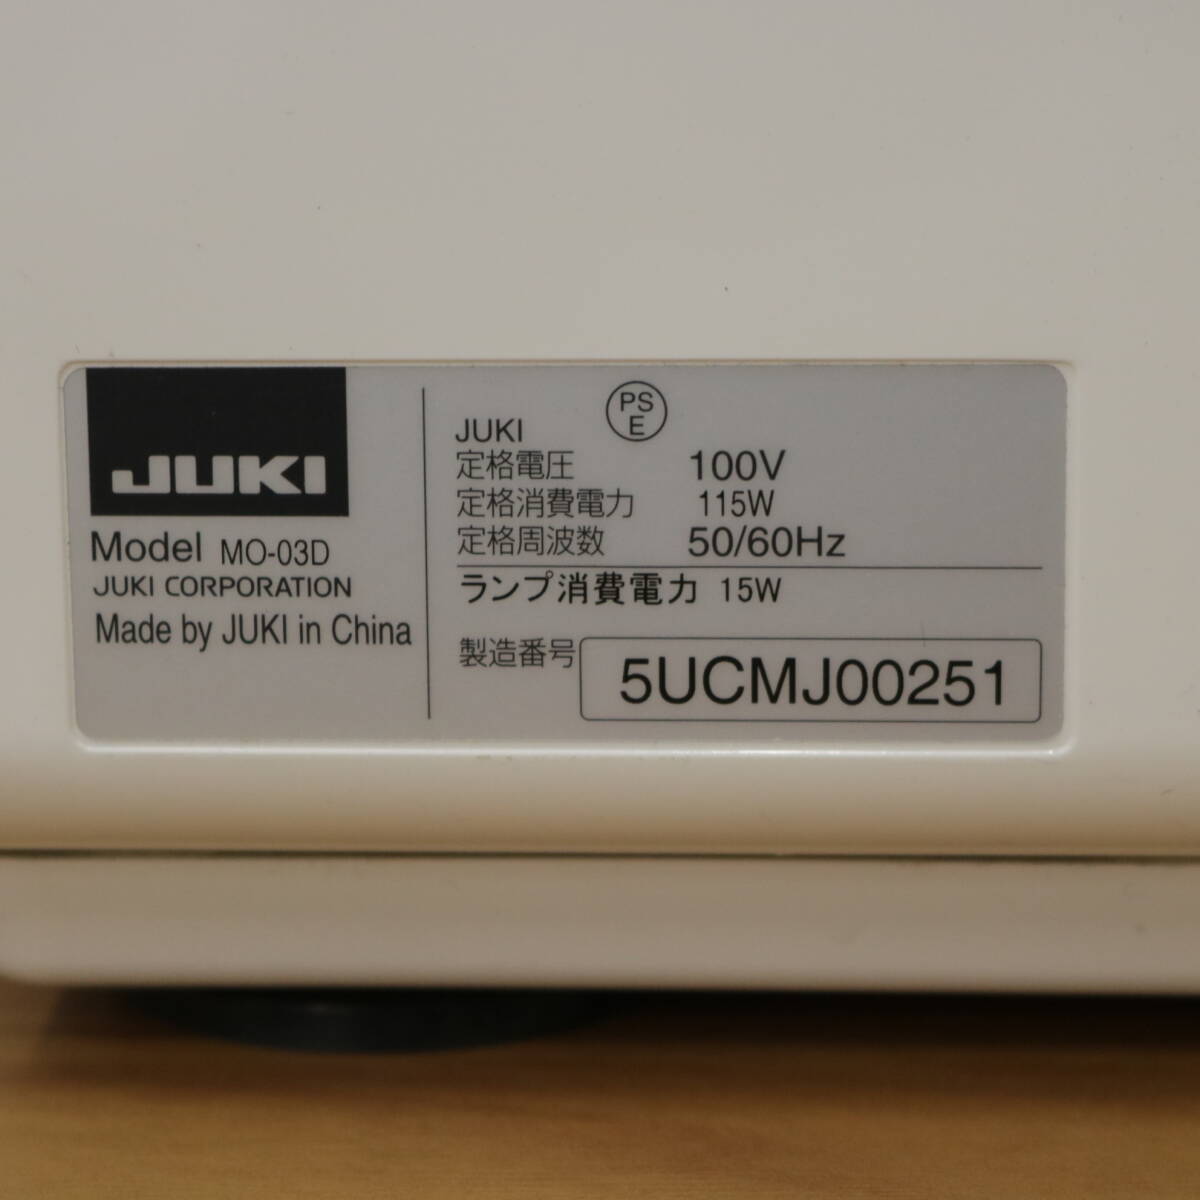 JUKI
Model MO-03D
JUKI CORPORATION
Made by JUKI in China
PS
E
JUKI
定格電圧 100V
定格消費電力 115W
定格周波数 50/60Hz
ランプ消費電力 15W
製造番号 5UCMJ00251